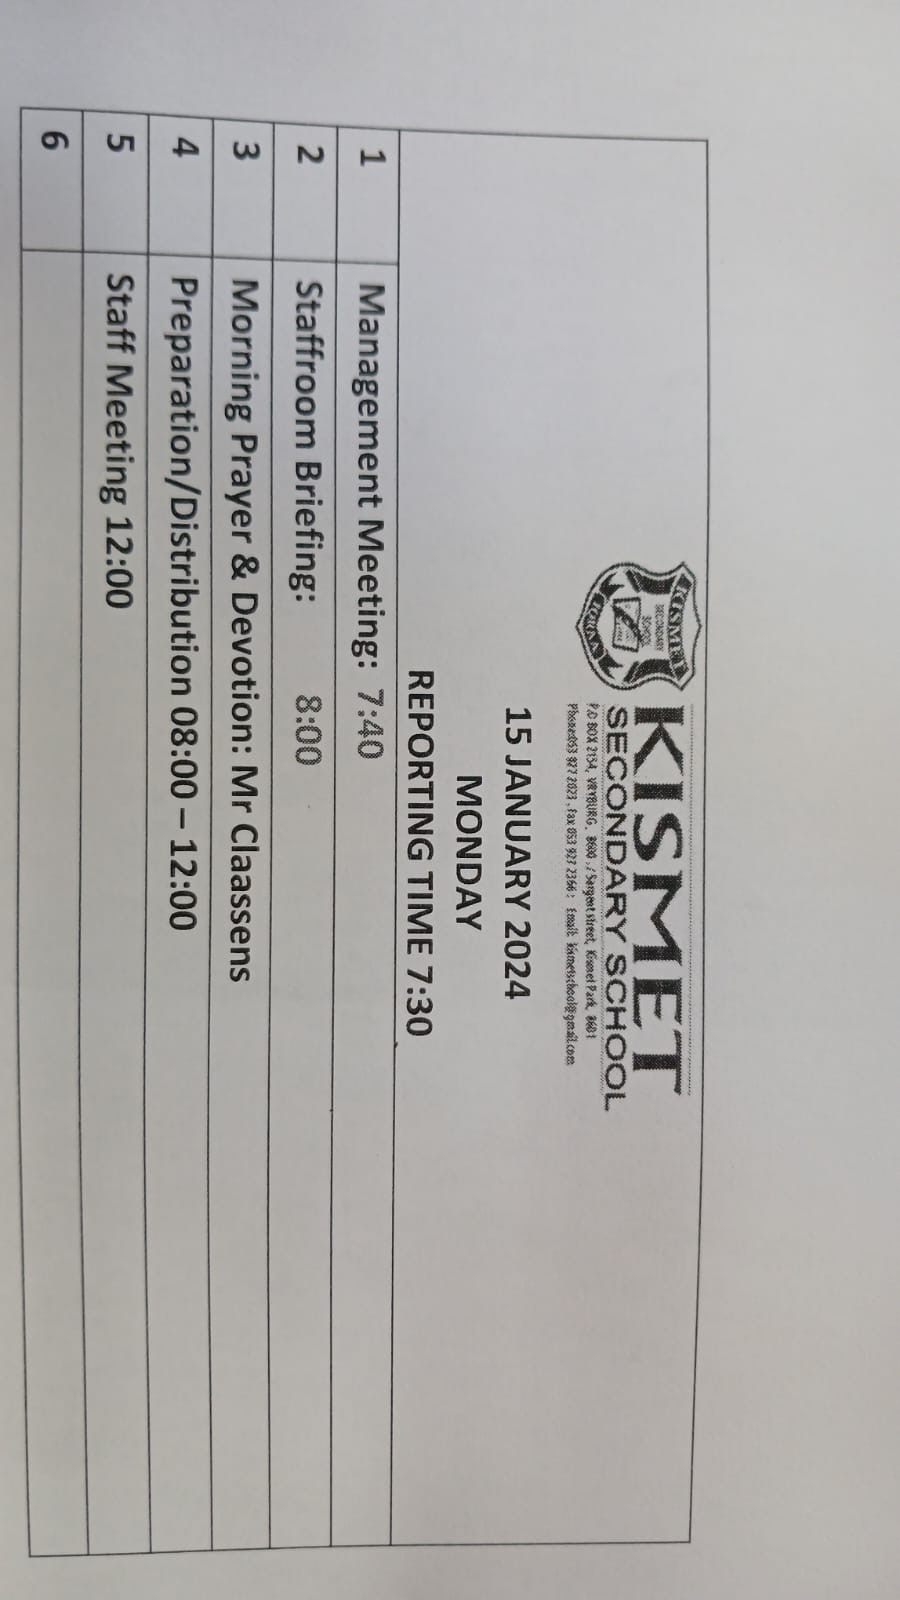 KISMET
SECONDARY SCHOOL
KISMET
SECONDARY
SCHOOL
P.O BOX 2154, VRYBURG, 8600 . / Sargent street, Kismet Park, 8601
Phone:053 927 2023 . Fax 053 927 2366 : Email: kismetschool@gmail.com
15 JANUARY 2024
MONDAY
REPORTING TIME 7:30
1 Management Meeting: 7:40
2 Staffroom Briefing: 8:00
3 Morning Prayer & Devotion: Mr Claassens
4 Preparation/Distribution 08:00 – 12:00
5 Staff Meeting 12:00
6